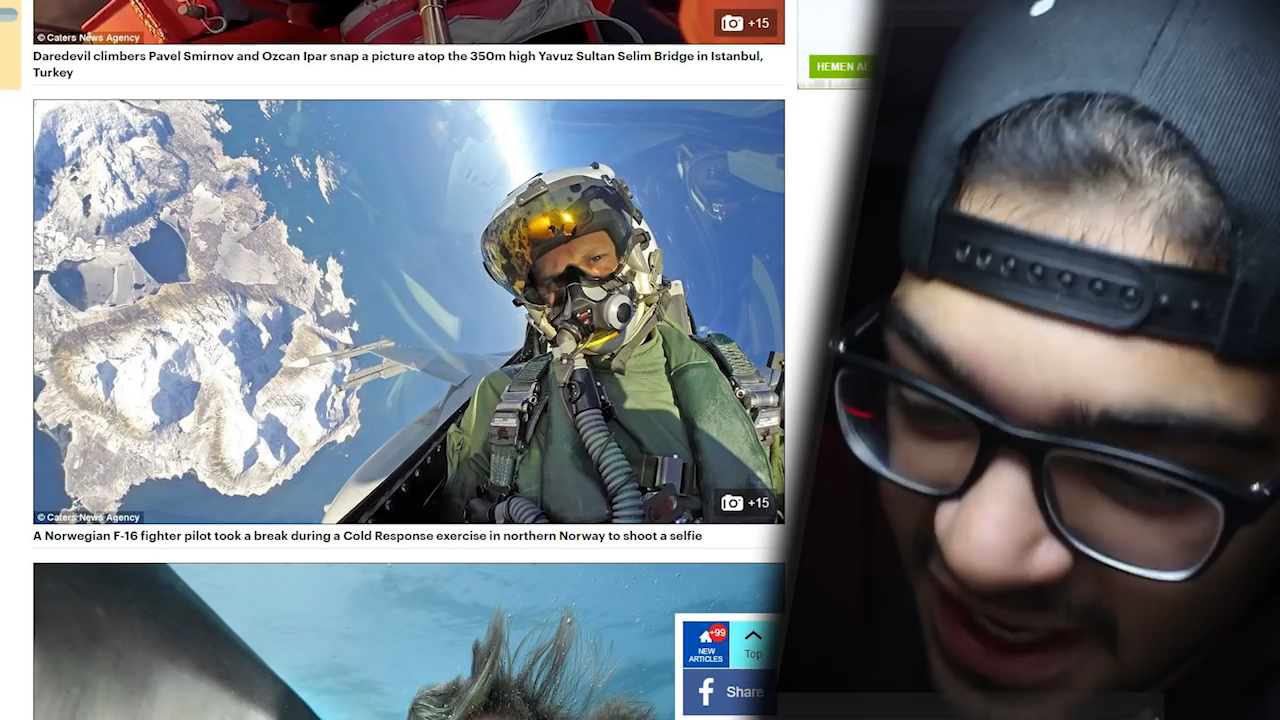 © Caters News Agency
+15
Daredevil climbers Pavel Smirnov and Ozcan Ipar snap a picture atop the 350m high Yavuz Sultan Selim Bridge in Istanbul,
Turkey
HEMEN AL
© Caters News Agency
+15
A Norwegian F-16 fighter pilot took a break during a Cold Response exercise in northern Norway to shoot a selfie
+99
NEW
ARTICLES
Top
f Share